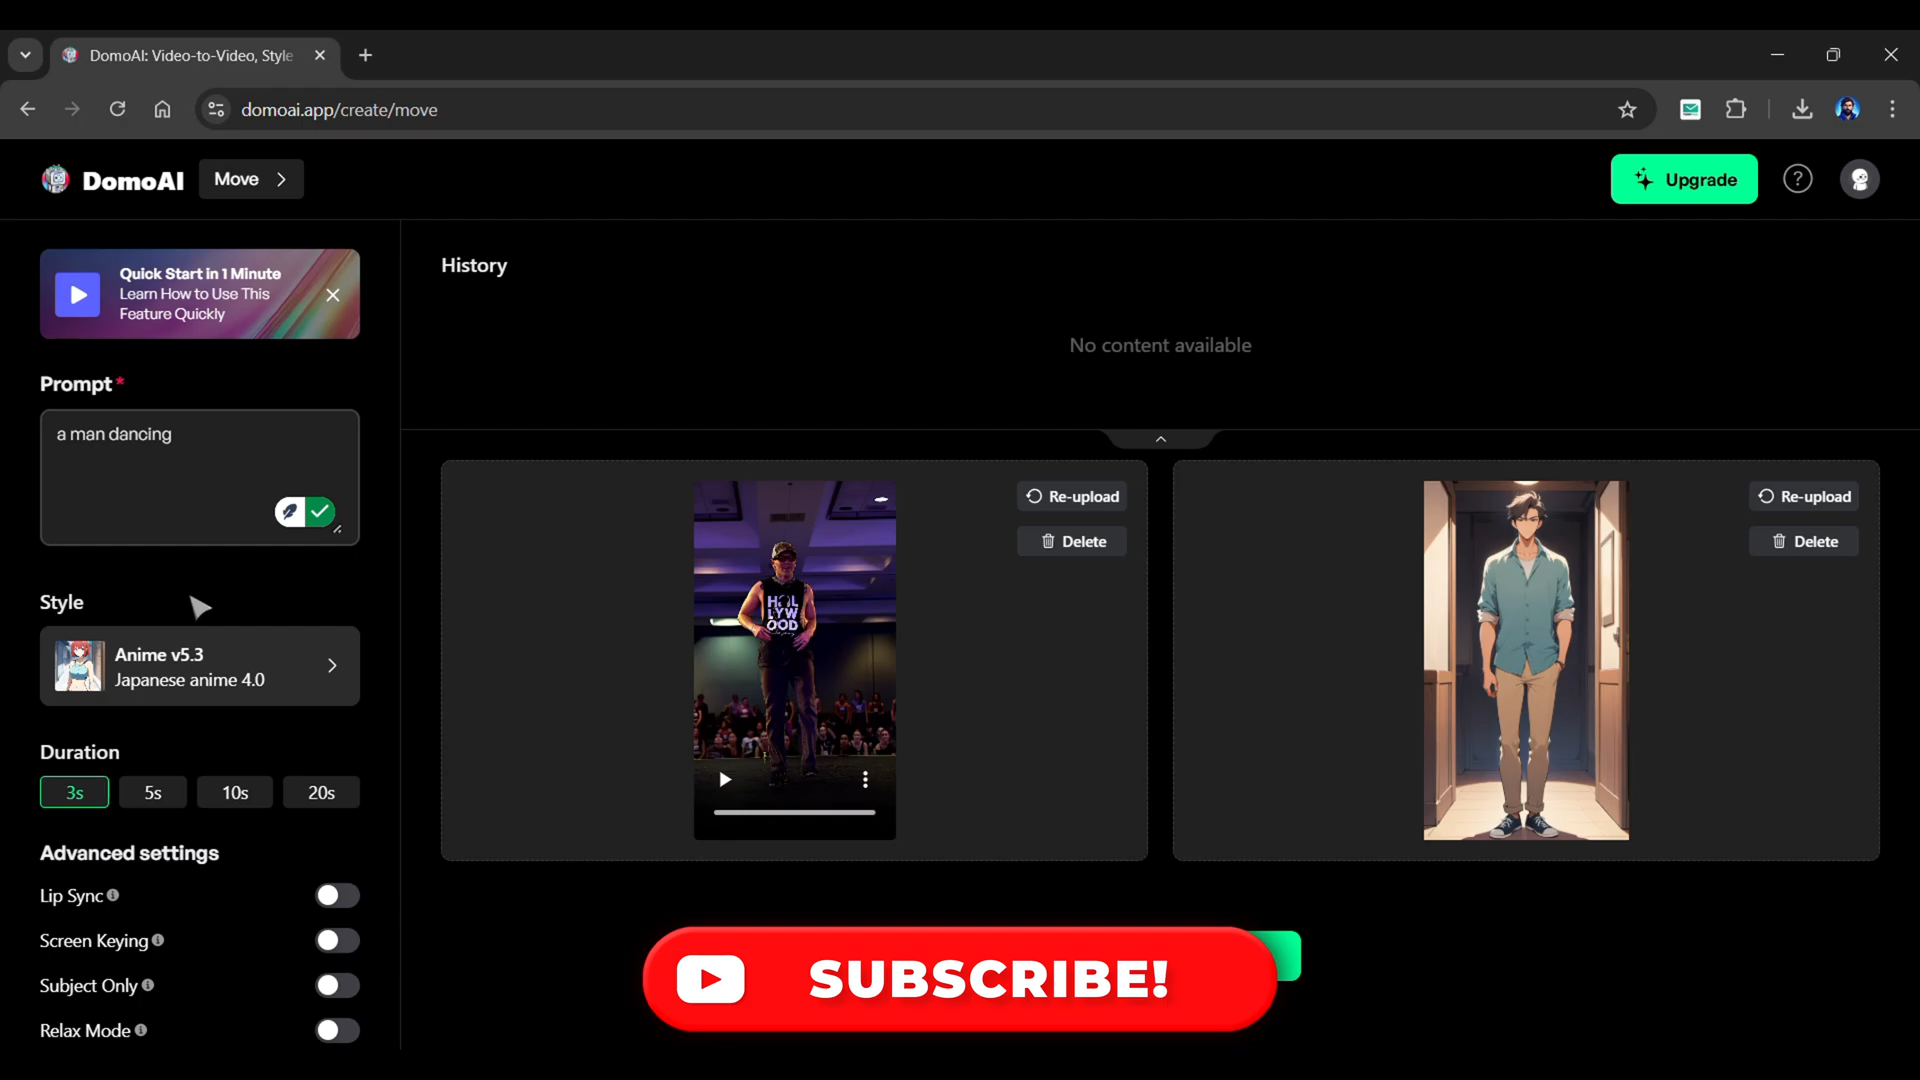 DomoAI: Video-to-Video, Style
domoai.app/create/move
DomoAI
Move
Upgrade
Quick Start in 1 Minute
Learn How to Use This
Feature Quickly
History
No content available
Prompt *
a man dancing
Re-upload
Delete
HOL
LYW
OOD
Re-upload
Delete
Style
Anime v5.3
Japanese anime 4.0
Duration
3s
5s
10s
20s
Advanced settings
Lip Sync
Screen Keying
Subject Only
Relax Mode
SUBSCRIBE!